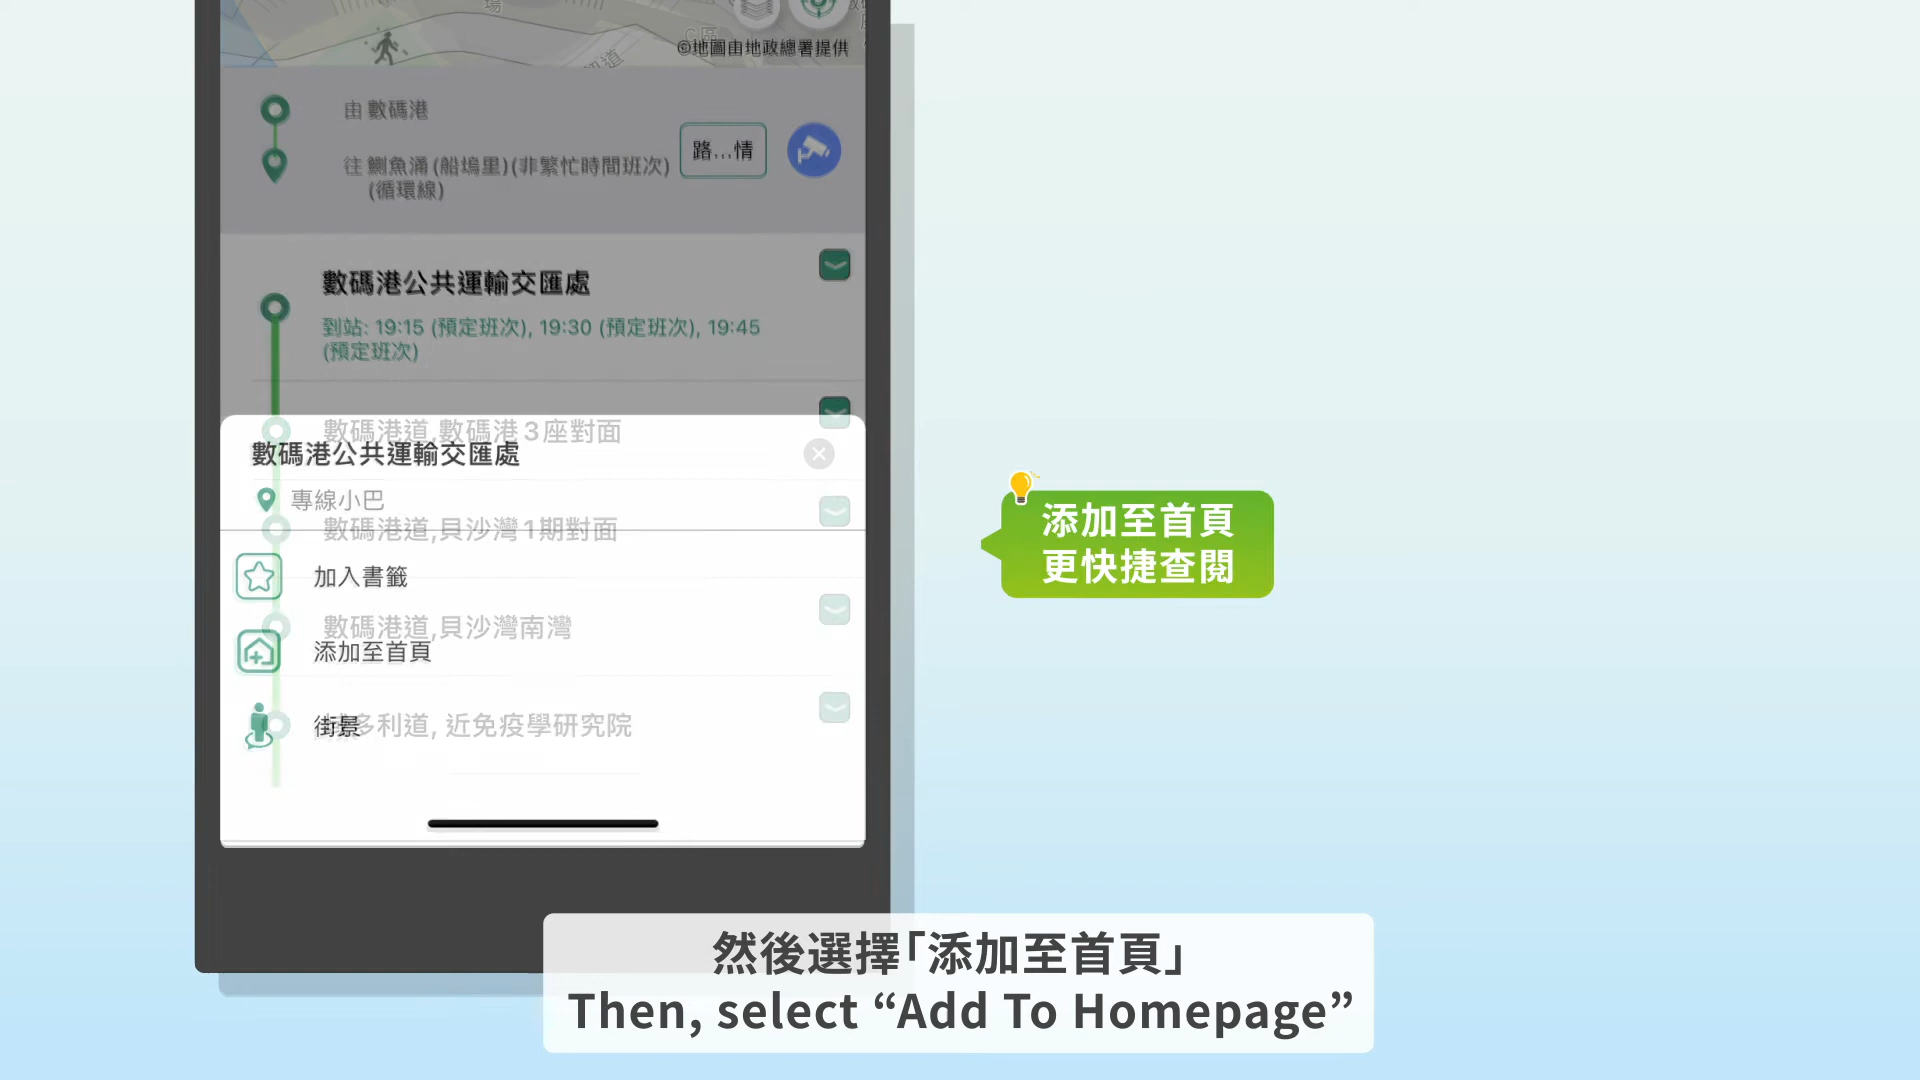 ©地圖由地政總署提供
由 數碼港
往 鰂魚涌 (船塢里)(非繁忙時間班次)
(循環線)
路...情
數碼港公共運輸交匯處
到站: 19:15 (預定班次), 19:30 (預定班次), 19:45
(預定班次)
數碼港道,數碼港3座對面
數碼港公共運輸交匯處
專線小巴
數碼港道,貝沙灣1期對面
加入書籤
數碼港道,貝沙灣南灣
添加至首頁
街景
多利道, 近免疫學研究院
添加至首頁
更快捷查閱
然後選擇「添加至首頁」
Then, select “Add To Homepage”